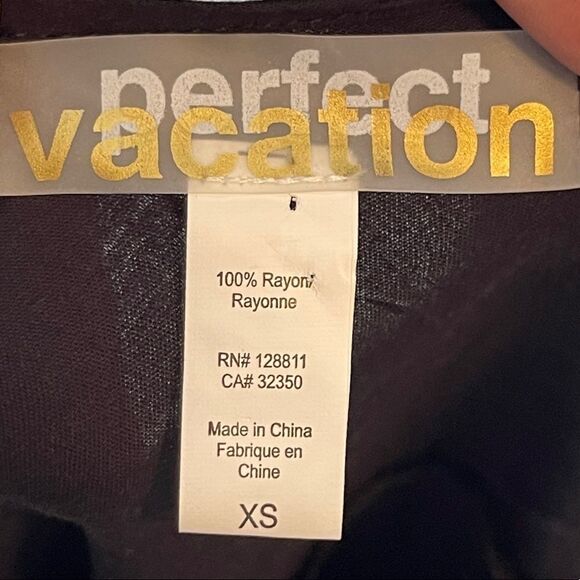 perfect
vacation
100% Rayon/
Rayonne
RN# 128811
CA# 32350
Made in China
Fabrique en
Chine
XS